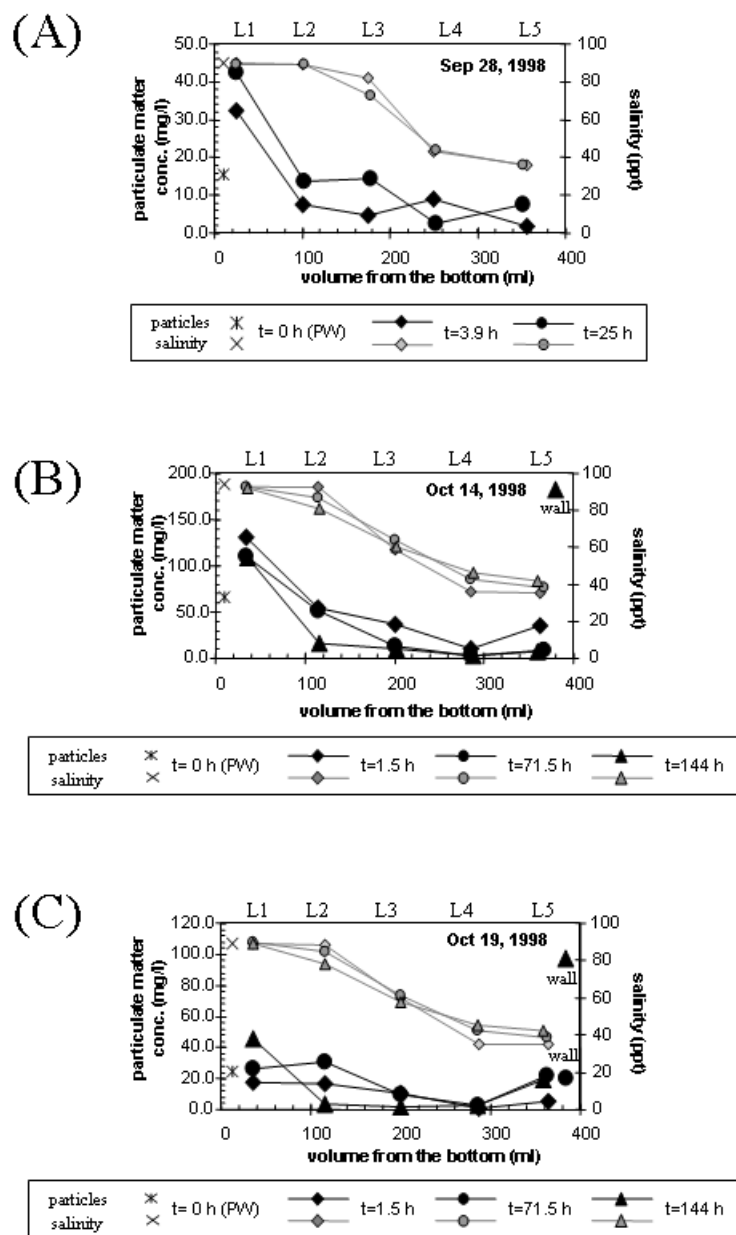 (A)
L1 L2 L3 L4 L5
50.0 40.0 30.0 20.0 10.0 0.0
particulate matter
conc. (mg/l)
Sep 28, 1998
100 80 60 40 20 0
salinity (ppt)
0 100 200 300 400
volume from the bottom (ml)
particles t= 0 h (PW) t=3.9 h t=25 h
salinity
(B)
L1 L2 L3 L4 L5
200.0 150.0 100.0 50.0 0.0
particulate matter
conc. (mg/l)
Oct 14, 1998
wall
100 80 60 40 20 0
salinity (ppt)
0 100 200 300 400
volume from the bottom (ml)
particles t= 0 h (PW) t=1.5 h t=71.5 h t=144 h
salinity
(C)
L1 L2 L3 L4 L5
120.0 100.0 80.0 60.0 40.0 20.0 0.0
particulate matter
conc. (mg/l)
Oct 19, 1998
wall
wall
100 80 60 40 20 0
salinity (ppt)
0 100 200 300 400
volume from the bottom (ml)
particles t= 0 h (PW) t=1.5 h t=71.5 h t=144 h
salinity